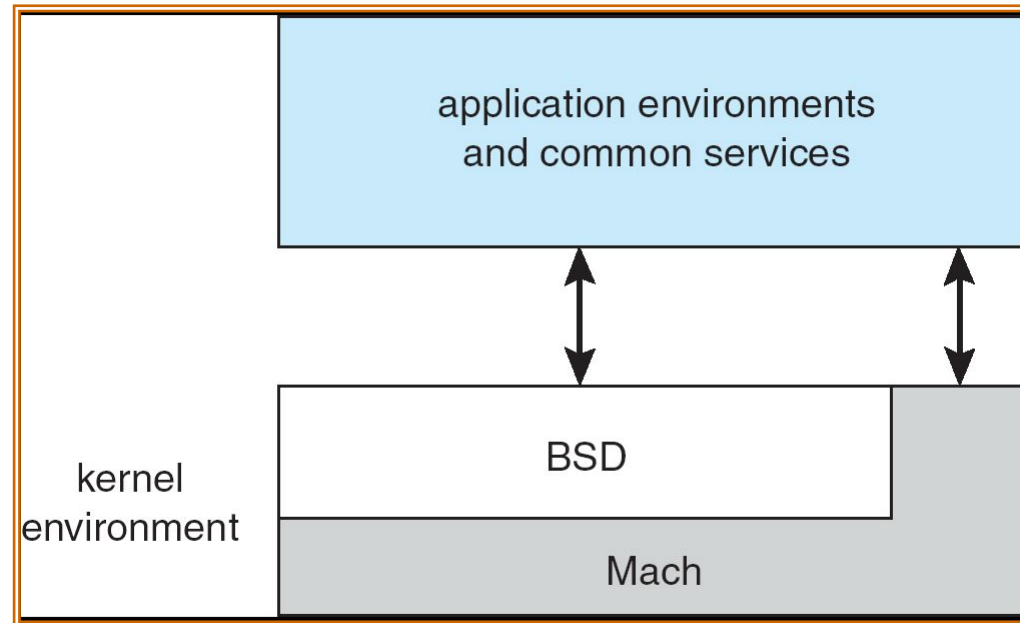 application environments
and common services
BSD
kernel
environment
Mach